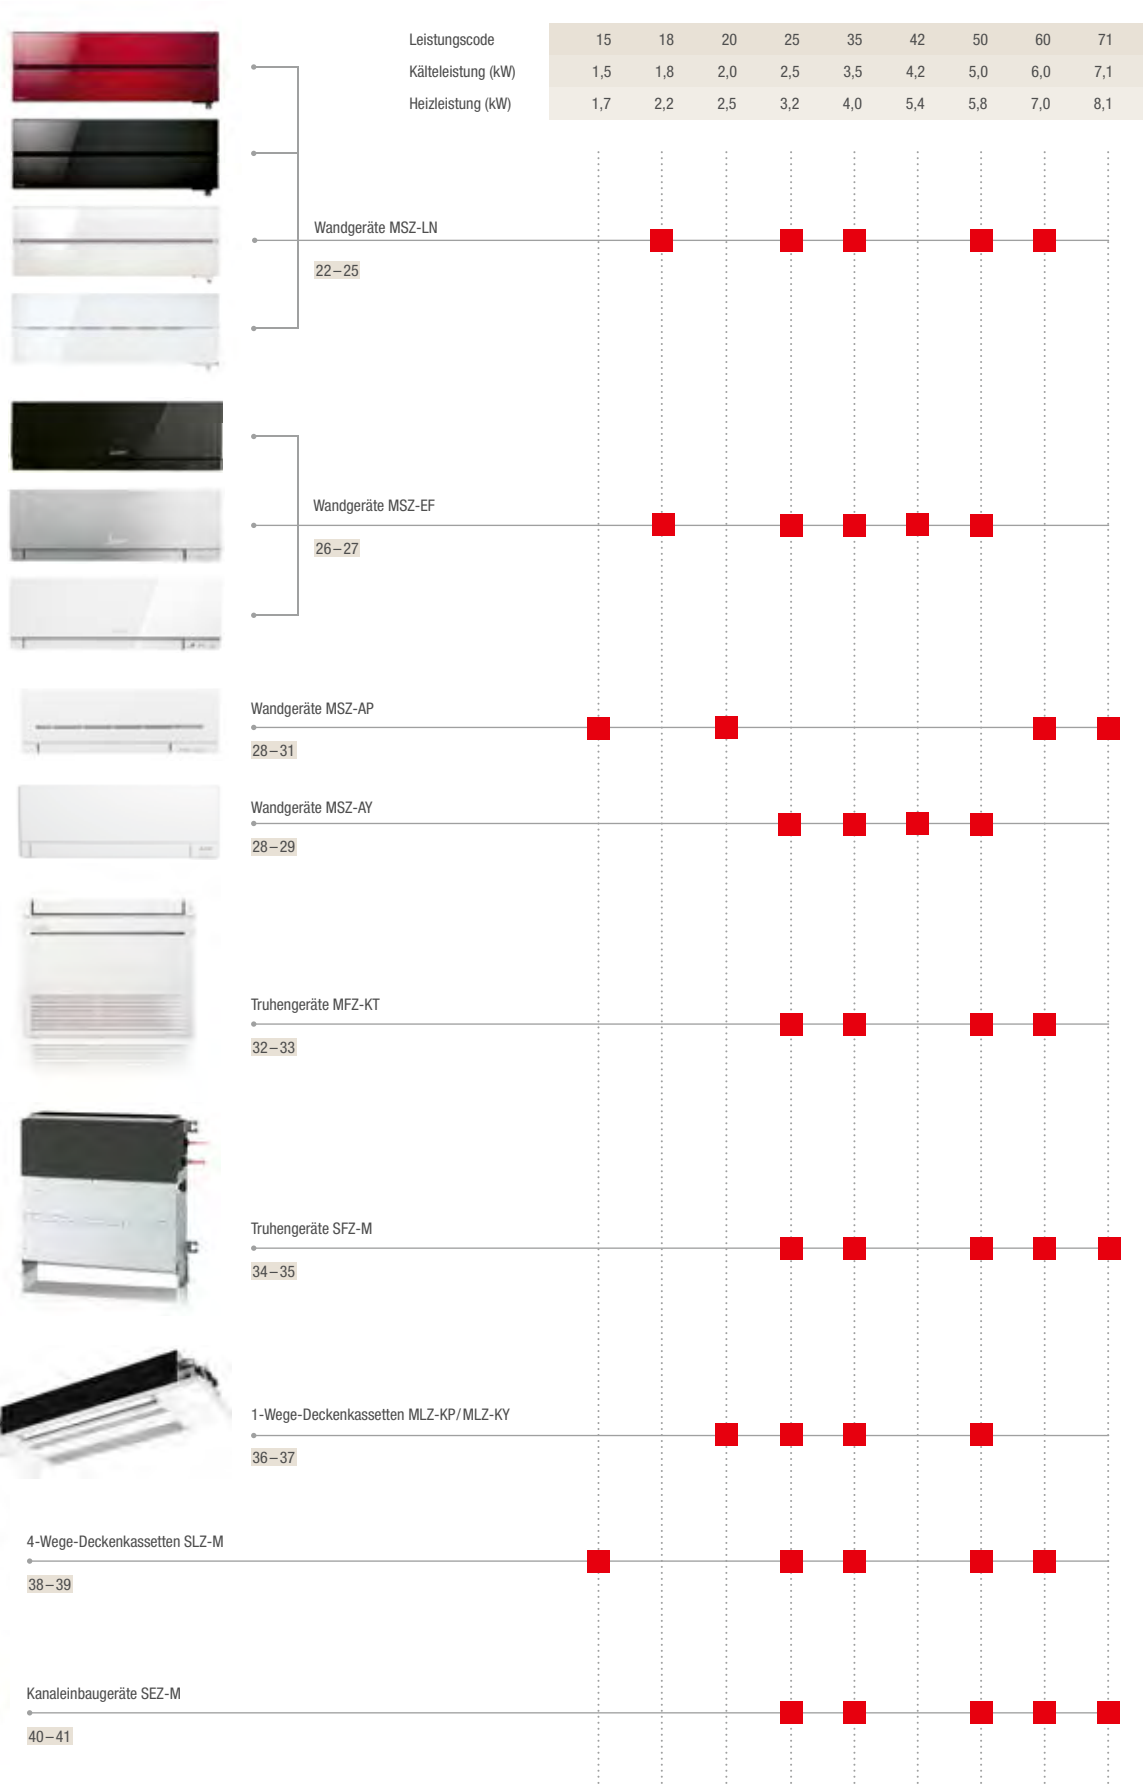 Leistungscode 15 18 20 25 35 42 50 60 71
Kälteleistung (kW) 1,5 1,8 2,0 2,5 3,5 4,2 5,0 6,0 7,1
Heizleistung (kW) 1,7 2,2 2,5 3,2 4,0 5,4 5,8 7,0 8,1
Wandgeräte MSZ-LN
22–25
Wandgeräte MSZ-EF
26–27
Wandgeräte MSZ-AP
28–31
Wandgeräte MSZ-AY
28–29
Truhengeräte MFZ-KT
32–33
Truhengeräte SFZ-M
34–35
1-Wege-Deckenkassetten MLZ-KP/MLZ-KY
36–37
4-Wege-Deckenkassetten SLZ-M
38–39
Kanaleinbaugeräte SEZ-M
40–41